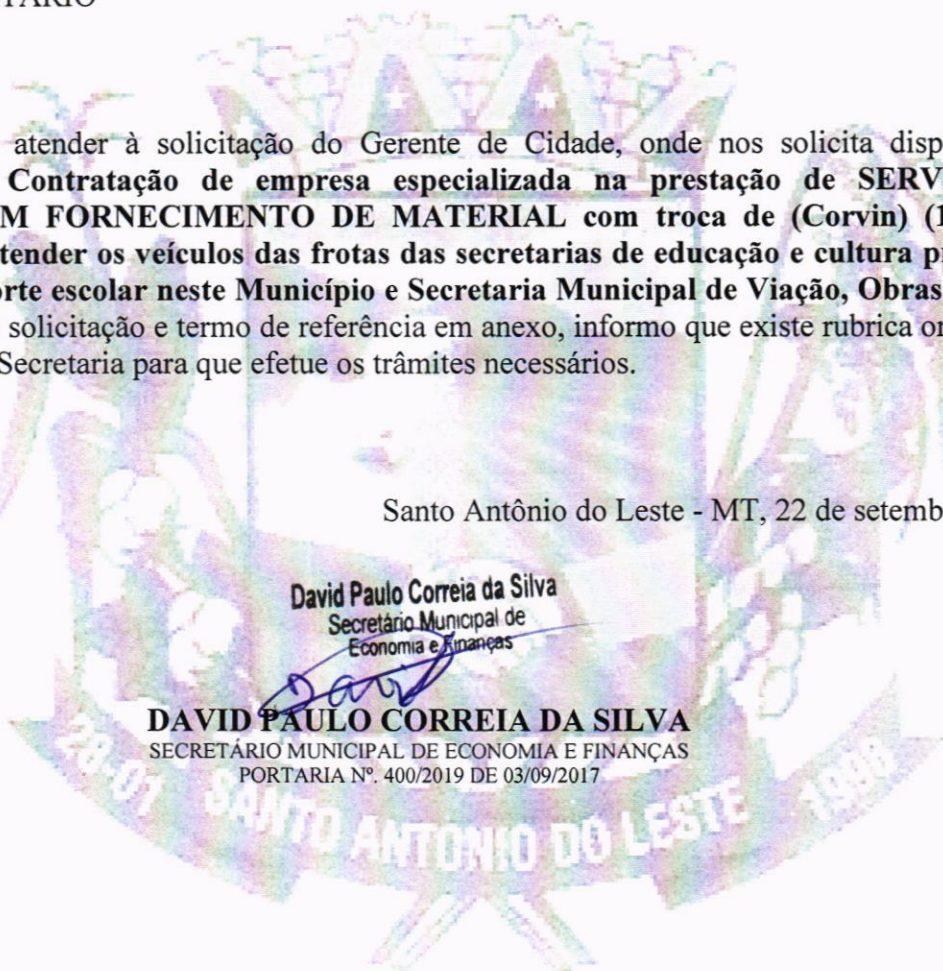 TÁRIO
atender à solicitação do Gerente de Cidade, onde nos solicita disp
Contratação de empresa especializada na prestação de SERV
M FORNECIMENTO DE MATERIAL com troca de (Corvin) (1
tender os veículos das frotas das secretarias de educação e cultura p
orte escolar neste Município e Secretaria Municipal de Viação, Obras
solicitação e termo de referência em anexo, informo que existe rubrica o
Secretaria para que efetue os trâmites necessários.
Santo Antônio do Leste - MT, 22 de setemb
David Paulo Correia da Silva
Secretário Municipal de
Economia e Finanças
David
DAVID PAULO CORREIA DA SILVA
SECRETÁRIO MUNICIPAL DE ECONOMIA E FINANÇAS
PORTARIA Nº. 400/2019 DE 03/09/2017
28-01 SANTO ANTONIO DO LESTE 1998